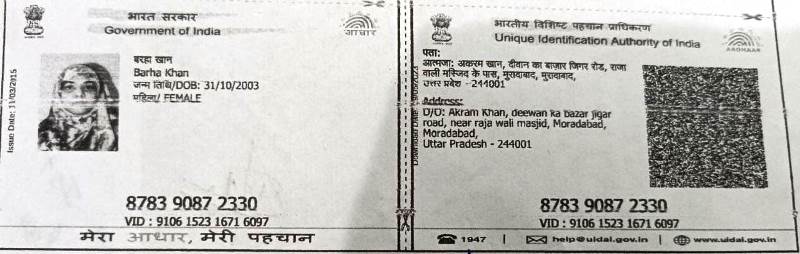 भारत सरकार
Government of India
आधार
Issue Date: 11/03/2015
बरहा खान
Barha Khan
जन्म तिथि/DOB: 31/10/2003
महिला/ FEMALE
8783 9087 2330
VID : 9106 1523 1671 6097
मेरा आधार, मेरी पहचान
भारतीय विशिष्ट पहचान प्राधिकरण
Unique Identification Authority of India
AADHAAR
पता:
आत्मजा: अकरम खान, दीवान का बाज़ार जिगर रोड, राजा
वाली मस्जिद के पास, मुरादाबाद, मुरादाबाद,
उत्तर प्रदेश - 244001
Address:
D/O: Akram Khan, deewan ka bazar jigar
road, near raja wali masjid, Moradabad,
Moradabad,
Uttar Pradesh - 244001
8783 9087 2330
VID : 9106 1523 1671 6097
1947 | help@uidai.gov.in | www.uidai.gov.in